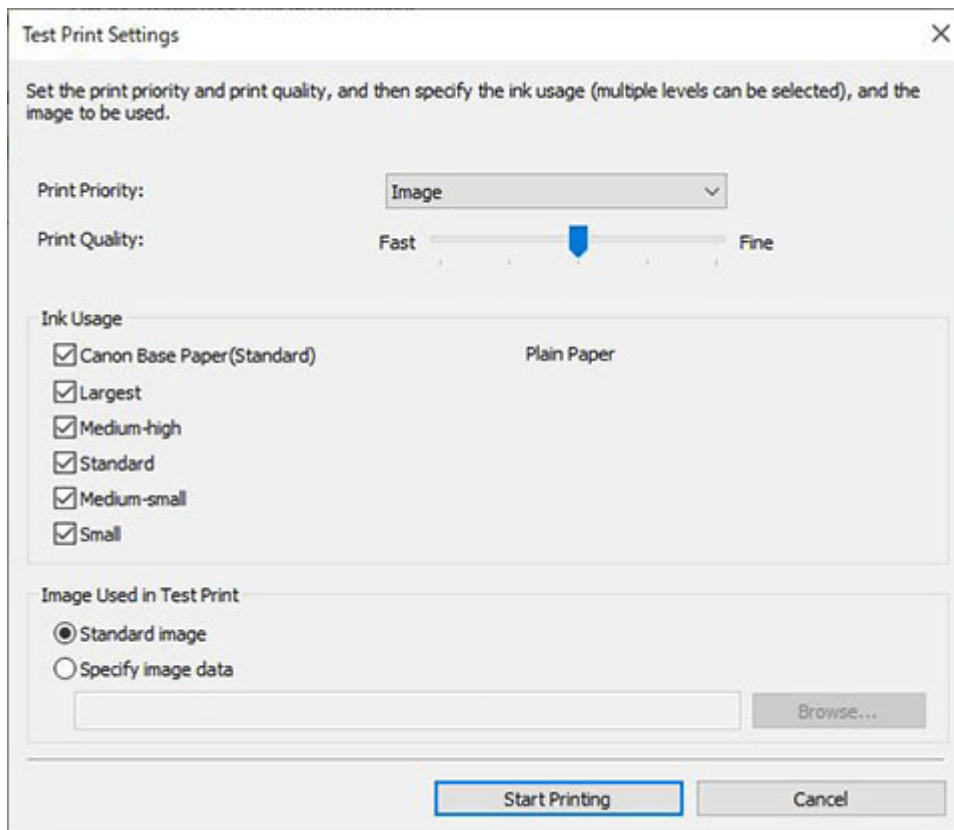 Test Print Settings
Set the print priority and print quality, and then specify the ink usage (multiple levels can be selected), and the
image to be used.
Print Priority:
Image
Print Quality:
Fast
Fine
Ink Usage
Canon Base Paper(Standard)
Plain Paper
Largest
Medium-high
Standard
Medium-small
Small
Image Used in Test Print
Standard image
Specify image data
Browse...
Start Printing
Cancel